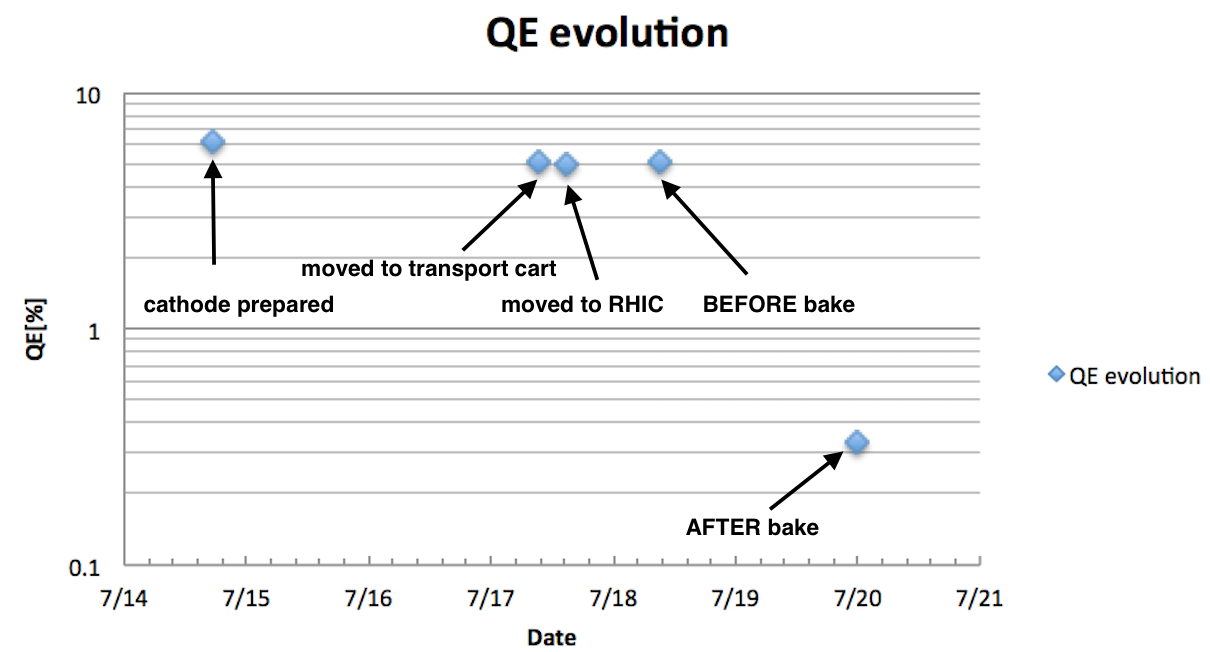 QE evolution
10
moved to transport cart
cathode prepared
moved to RHIC
BEFORE bake
QE[%]
1
QE evolution
AFTER bake
0.1
7/14
7/15
7/16
7/17
7/18
7/19
7/20
7/21
Date